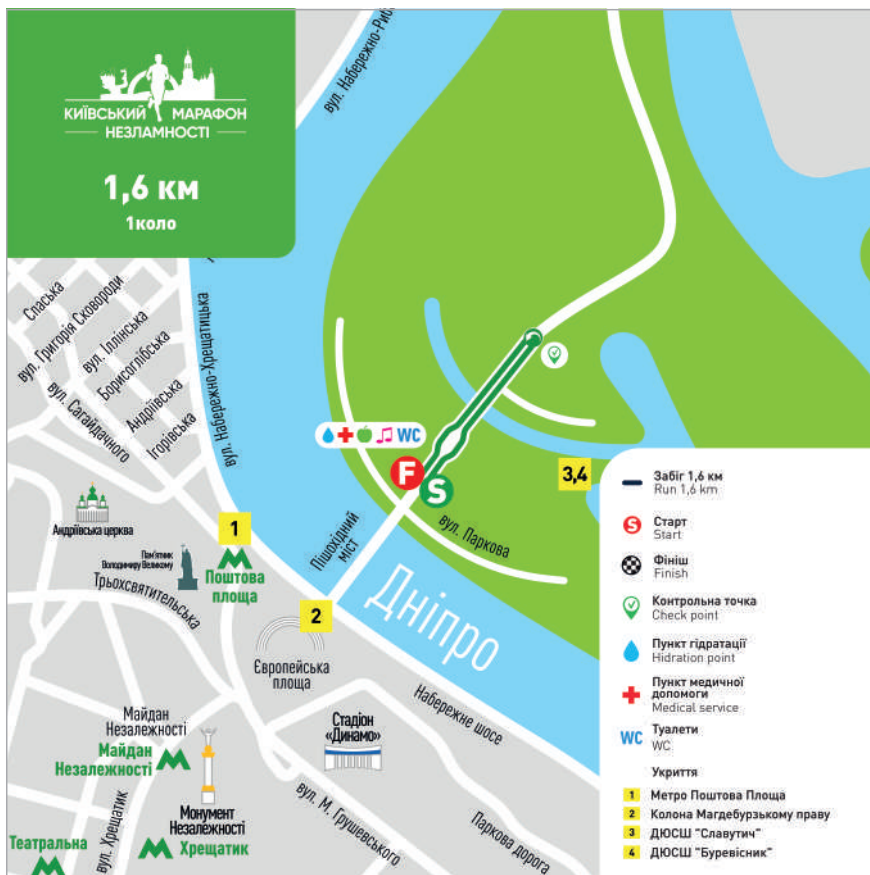 КИЇВСЬКИЙ МАРАФОН
НЕЗЛАМНОСТІ
1,6 км
1 коло
вул. Набережно-Риб
вул. Набережно-Хрещатицька
Спаська
вул. Григорія Сковороди
вул. Іллінська
Борисоглібська
вул. Сагайдачного
Андріївська
Ігорівська
WC
F
S
3,4
вул. Паркова
Пішохідний
міст
Дніпро
Андріївська церква
1
Поштова
площа
Пам'ятник
Володимиру Великому
Трьохсвятительська
2
Європейська
площа
Набережне шосе
Стадіон
«Динамо»
Майдан
Незалежності
Майдан
Незалежності
Монумент
Незалежності
Хрещатик
вул. Хрещатик
Театральна
вул. М. Грушевського
Паркова дорога
Забіг 1,6 км
Run 1,6 km
S
Старт
Start
Фініш
Finish
Контрольна точка
Check point
Пункт гідратації
Hidration point
Пункт медичної
допомоги
Medical service
WC
Туалети
WC
Укриття
1 Метро Поштова Площа
2 Колона Магдебурзькому праву
3 ДЮСШ "Славутич"
4 ДЮСШ "Буревісник"